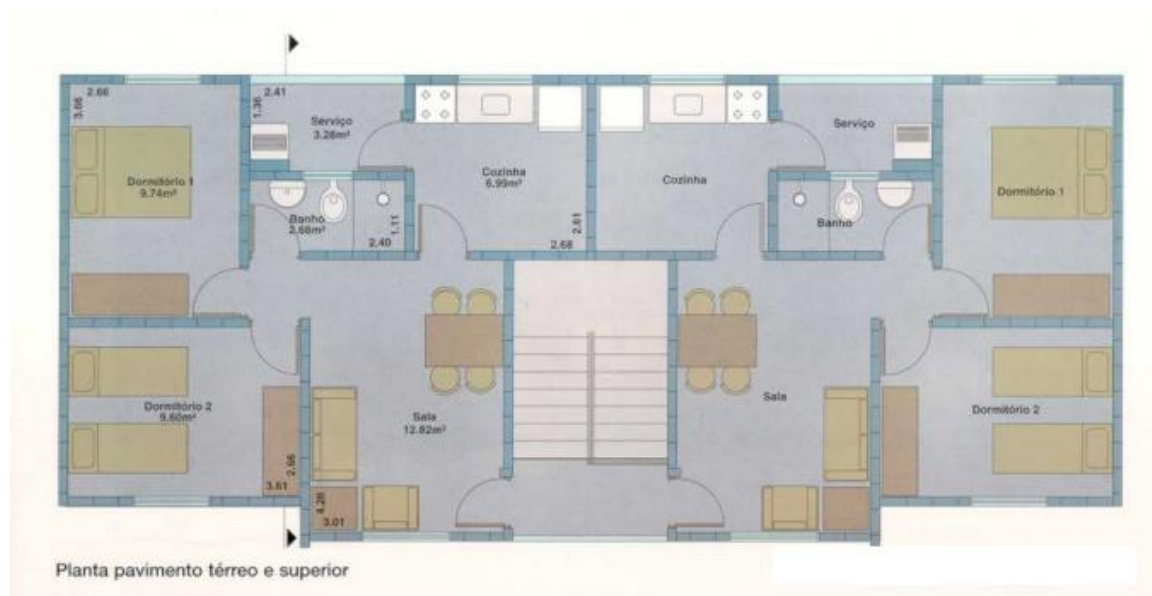 2.66
3.66
2.41
1.36
Serviço
3.28m²
Serviço
Dormitório 1
9.74m²
Cozinha
6.99m²
Cozinha
Dormitório 1
Banho
2.66m²
1.11
2.40
2.61
2.68
Banho
Dormitório 2
9.60m²
Sala
12.82m²
Sala
Dormitório 2
2.66
3.61
4.26
3.01
Planta pavimento térreo e superior